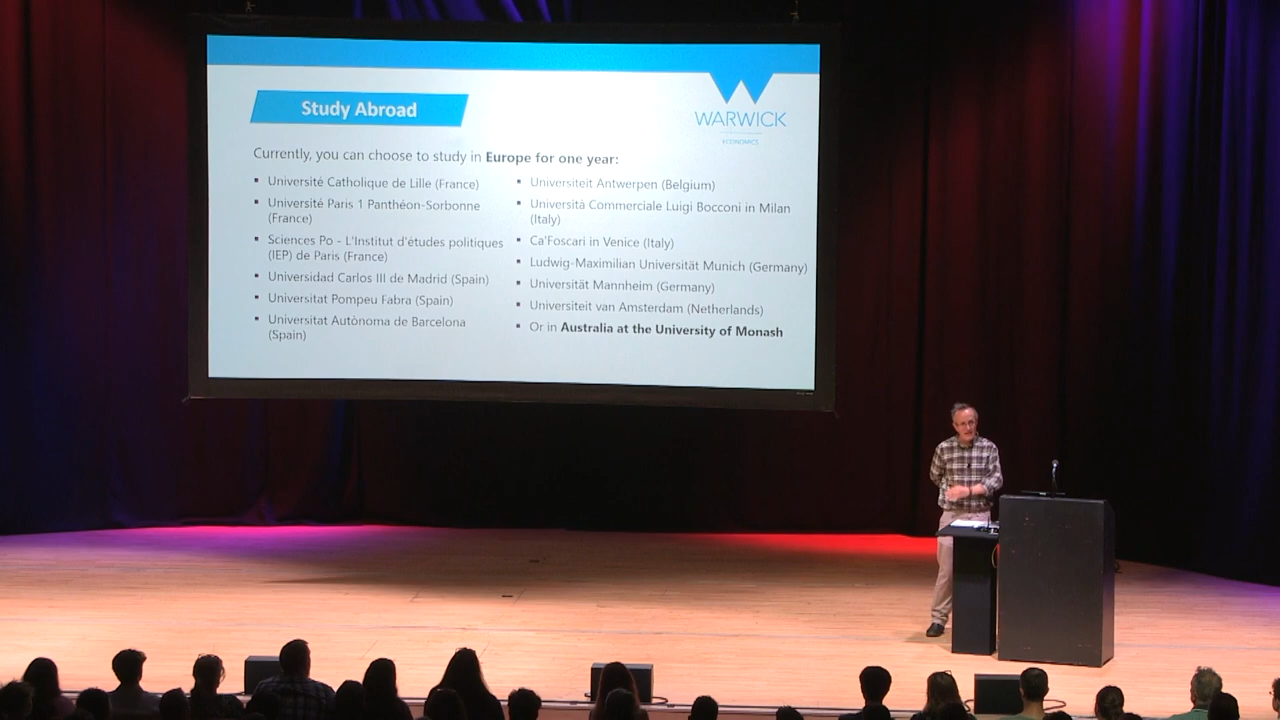 Study Abroad
WARWICK
ECONOMICS
Currently, you can choose to study in Europe for one year:
▪ Université Catholique de Lille (France)
▪ Université Paris 1 Panthéon-Sorbonne
(France)
▪ Sciences Po - L'Institut d'études politiques
(IEP) de Paris (France)
▪ Universidad Carlos III de Madrid (Spain)
▪ Universitat Pompeu Fabra (Spain)
▪ Universitat Autònoma de Barcelona
(Spain)
▪ Universiteit Antwerpen (Belgium)
▪ Università Commerciale Luigi Bocconi in Milan
(Italy)
▪ Ca'Foscari in Venice (Italy)
▪ Ludwig-Maximilian Universität Munich (Germany)
▪ Universität Mannheim (Germany)
▪ Universiteit van Amsterdam (Netherlands)
▪ Or in Australia at the University of Monash